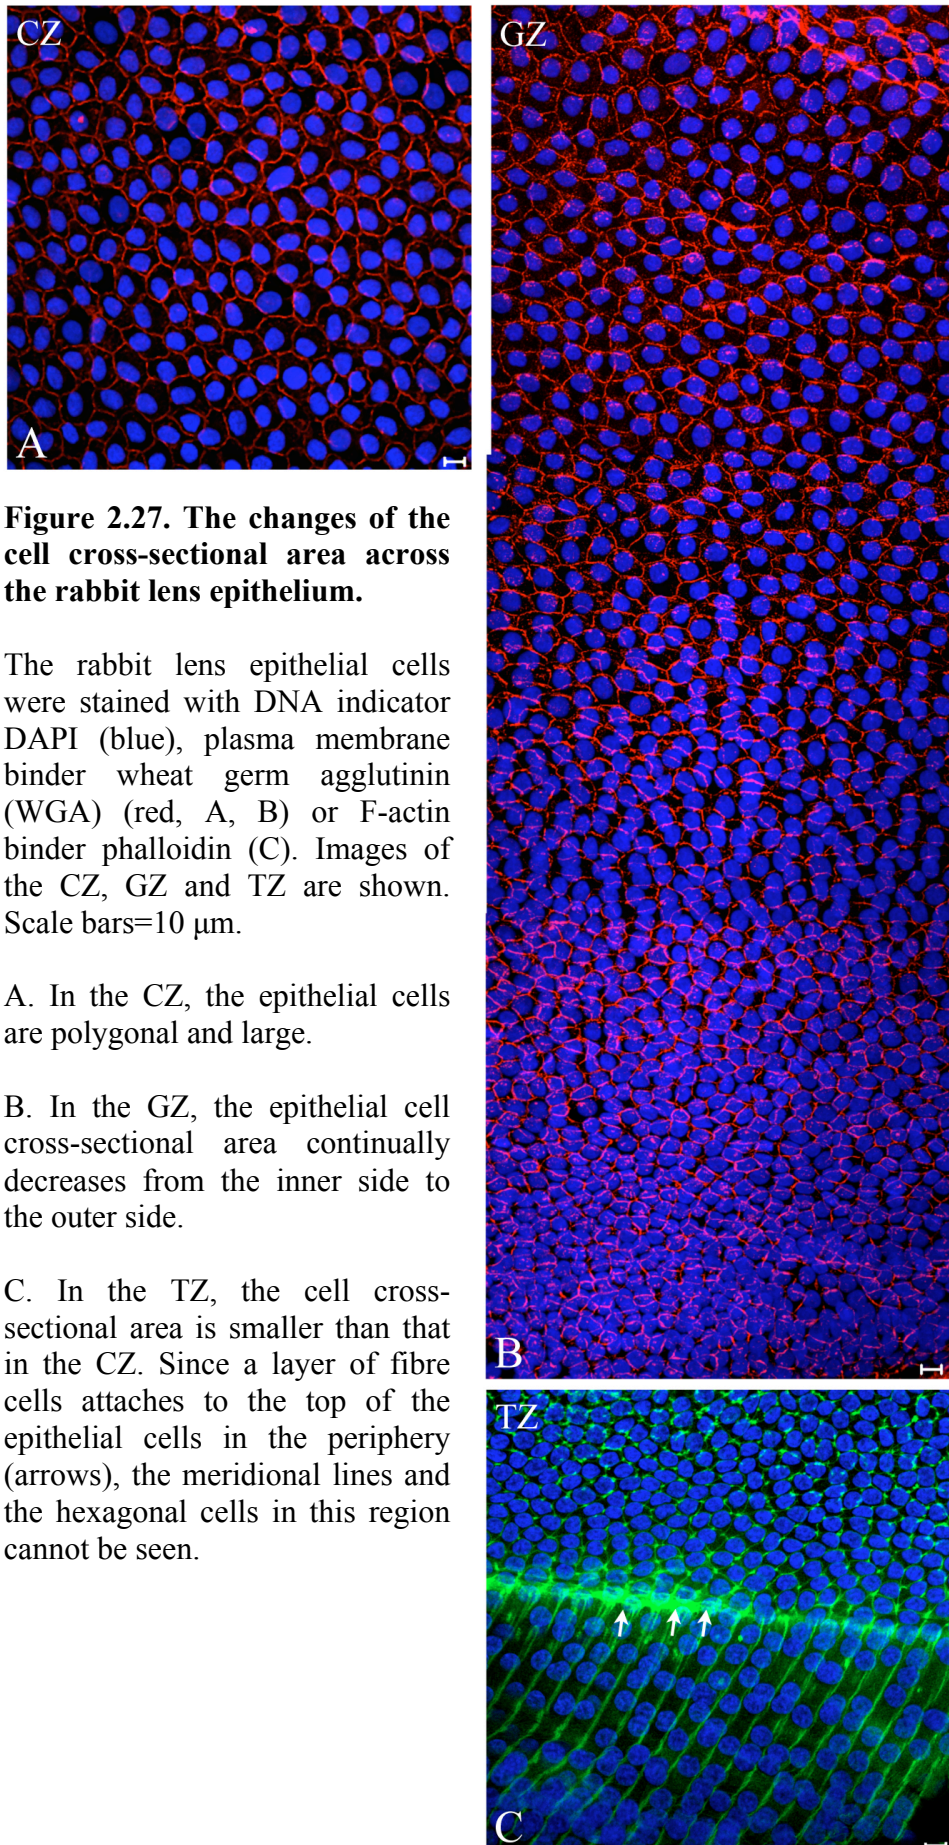 CZ
A
GZ
B
TZ
C
Figure 2.27. The changes of the
cell cross-sectional area across
the rabbit lens epithelium.
The rabbit lens epithelial cells
were stained with DNA indicator
DAPI (blue), plasma membrane
binder wheat germ agglutinin
(WGA) (red, A, B) or F-actin
binder phalloidin (C). Images of
the CZ, GZ and TZ are shown.
Scale bars=10 μm.
A. In the CZ, the epithelial cells
are polygonal and large.
B. In the GZ, the epithelial cell
cross-sectional area continually
decreases from the inner side to
the outer side.
C. In the TZ, the cell cross-
sectional area is smaller than that
in the CZ. Since a layer of fibre
cells attaches to the top of the
epithelial cells in the periphery
(arrows), the meridional lines and
the hexagonal cells in this region
cannot be seen.